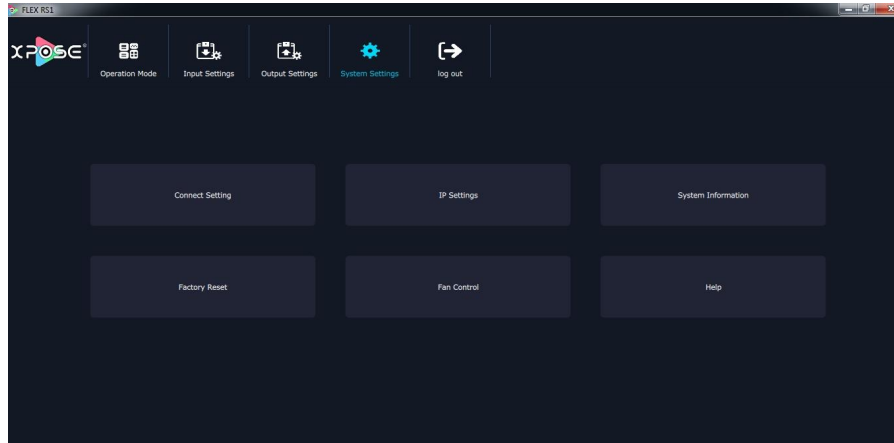 FLEX RS1
XPOSE®
Operation Mode
Input Settings
Output Settings
System Settings
log out
Connect Setting
IP Settings
System Information
Factory Reset
Fan Control
Help